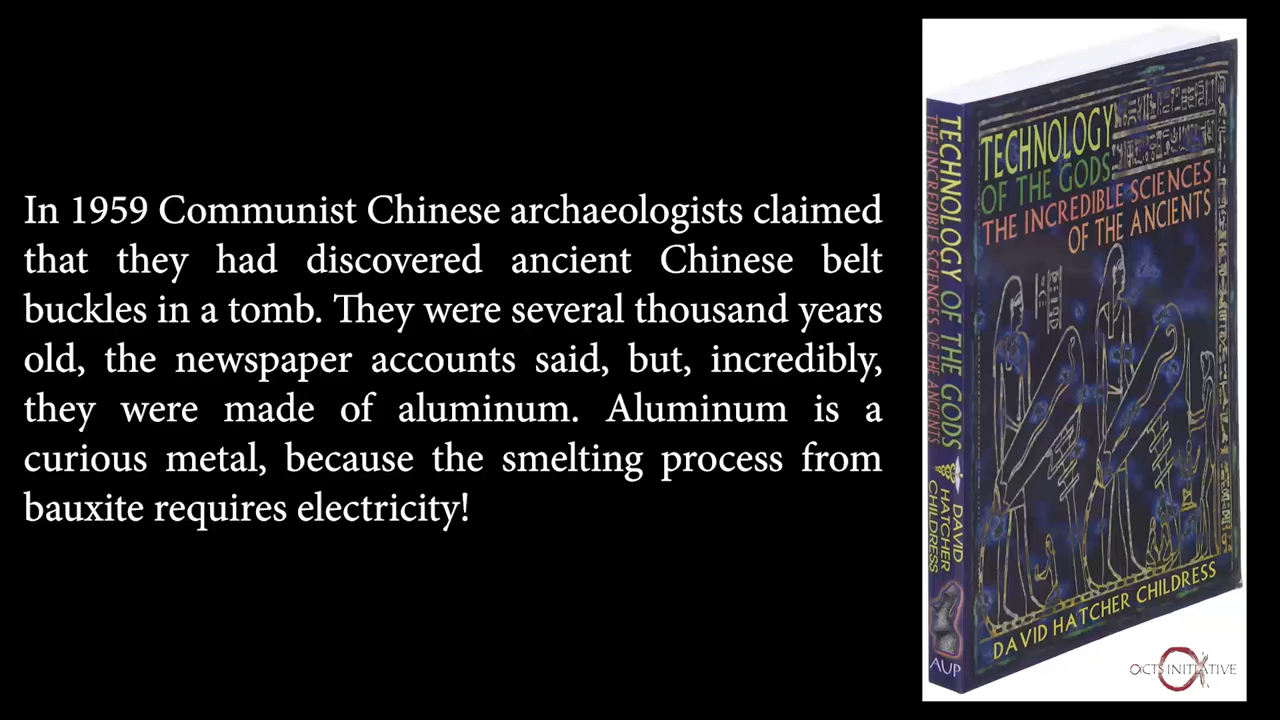 In 1959 Communist Chinese archaeologists claimed
that they had discovered ancient Chinese belt
buckles in a tomb. They were several thousand years
old, the newspaper accounts said, but, incredibly,
they were made of aluminum. Aluminum is a
curious metal, because the smelting process from
bauxite requires electricity!
TECHNOLOGY OF THE GODS
THE INCREDIBLE SCIENCES OF THE ANCIENTS
DAVID
HATCHER
CHILDRESS
AUP
TECHNOLOGY
OF THE GODS
THE INCREDIBLE SCIENCES
OF THE ANCIENTS
DAVID HATCHER CHILDRESS
INITIATIVE